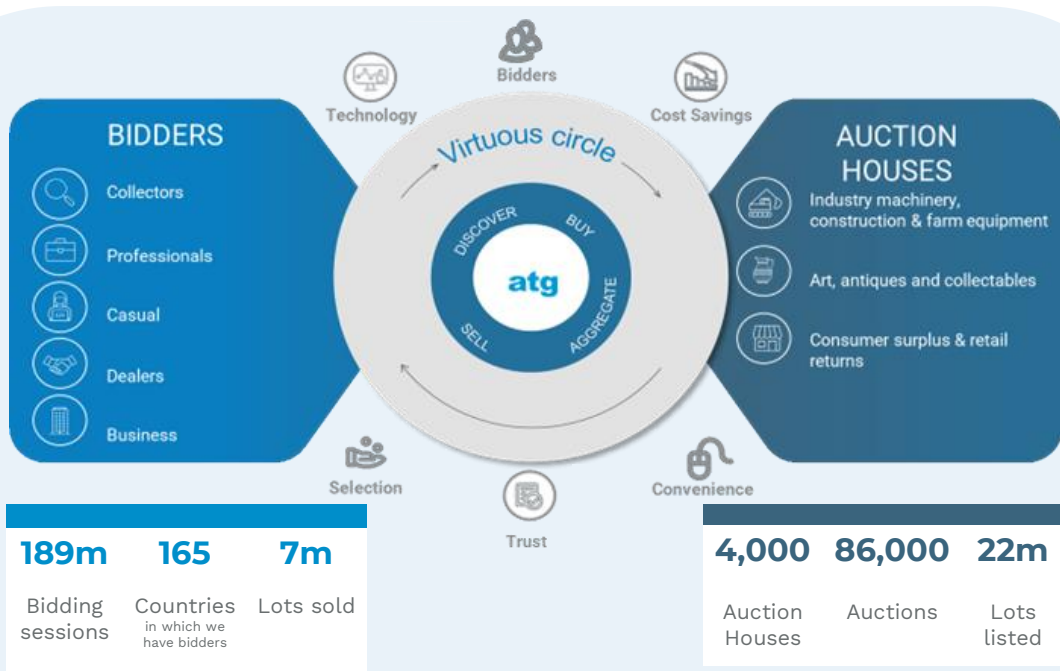 Bidders
Technology
Cost Savings
BIDDERS
Collectors
Professionals
Casual
Dealers
Business
Virtuous circle
DISCOVER
BUY
atg
SELL
AGGREGATE
AUCTION
HOUSES
Industry machinery,
construction & farm equipment
Art, antiques and collectables
Consumer surplus & retail
returns
Selection
Trust
Convenience
189m
Bidding
sessions
165
Countries
in which we
have bidders
7m
Lots sold
4,000
Auction
Houses
86,000
Auctions
22m
Lots
listed